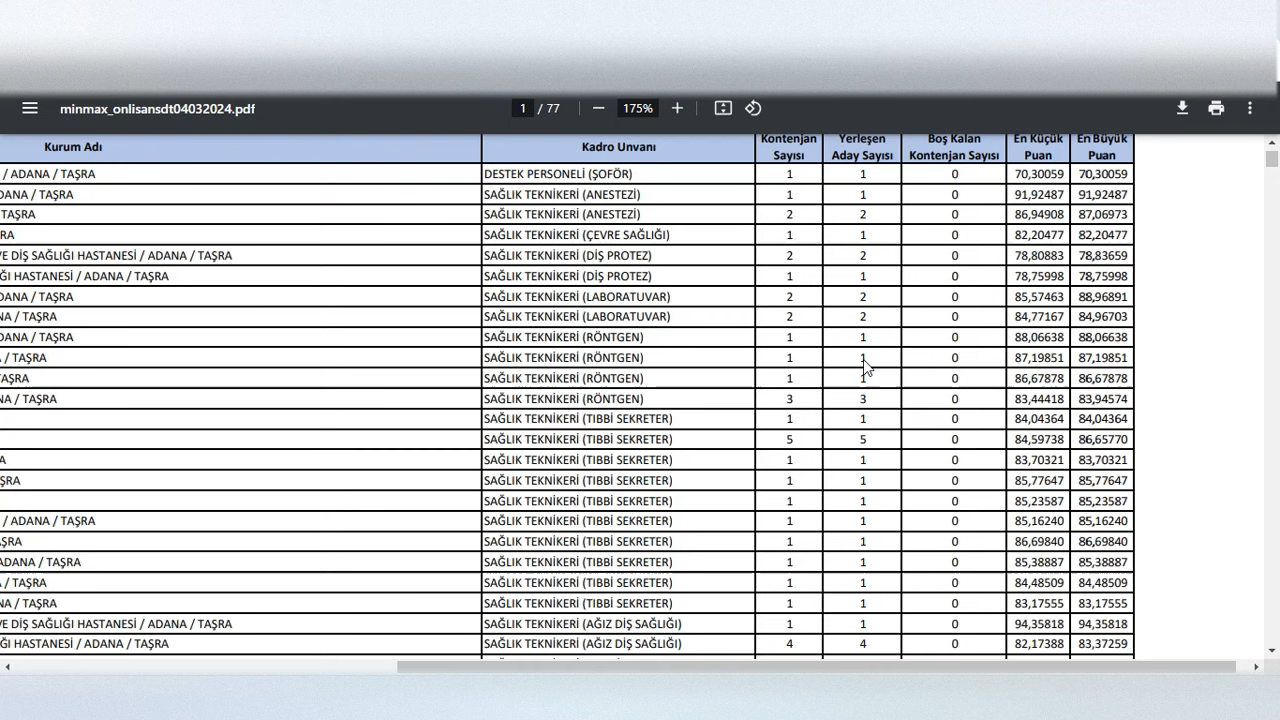 minmax_onlisansdt04032024.pdf 1 / 77 175%
Kurum Adı Kadro Unvanı Kontenjan Sayısı Yerleşen Aday Sayısı Boş Kalan Kontenjan Sayısı En Küçük Puan En Büyük Puan
/ ADANA / TAŞRA DESTEK PERSONELİ (ŞOFÖR) 1 1 0 70,30059 70,30059
DANA / TAŞRA SAĞLIK TEKNİKERİ (ANESTEZİ) 1 1 0 91,92487 91,92487
TAŞRA SAĞLIK TEKNİKERİ (ANESTEZİ) 2 2 0 86,94908 87,06973
RA SAĞLIK TEKNİKERİ (ÇEVRE SAĞLIĞI) 1 1 0 82,20477 82,20477
VE DİŞ SAĞLIĞI HASTANESİ / ADANA / TAŞRA SAĞLIK TEKNİKERİ (DİŞ PROTEZ) 2 2 0 78,80883 78,83659
ĞI HASTANESİ / ADANA / TAŞRA SAĞLIK TEKNİKERİ (DİŞ PROTEZ) 1 1 0 78,75998 78,75998
DANA / TAŞRA SAĞLIK TEKNİKERİ (LABORATUVAR) 2 2 0 85,57463 88,96891
NA / TAŞRA SAĞLIK TEKNİKERİ (LABORATUVAR) 2 2 0 84,77167 84,96703
DANA / TAŞRA SAĞLIK TEKNİKERİ (RÖNTGEN) 1 1 0 88,06638 88,06638
/ TAŞRA SAĞLIK TEKNİKERİ (RÖNTGEN) 1 1 0 87,19851 87,19851
TAŞRA SAĞLIK TEKNİKERİ (RÖNTGEN) 1 1 0 86,67878 86,67878
NA / TAŞRA SAĞLIK TEKNİKERİ (RÖNTGEN) 3 3 0 83,44418 83,94574
SAĞLIK TEKNİKERİ (TIBBİ SEKRETER) 1 1 0 84,04364 84,04364
SAĞLIK TEKNİKERİ (TIBBİ SEKRETER) 5 5 0 84,59738 86,65770
A SAĞLIK TEKNİKERİ (TIBBİ SEKRETER) 1 1 0 83,70321 83,70321
ŞRA SAĞLIK TEKNİKERİ (TIBBİ SEKRETER) 1 1 0 85,77647 85,77647
SAĞLIK TEKNİKERİ (TIBBİ SEKRETER) 1 1 0 85,23587 85,23587
/ ADANA / TAŞRA SAĞLIK TEKNİKERİ (TIBBİ SEKRETER) 1 1 0 85,16240 85,16240
ŞRA SAĞLIK TEKNİKERİ (TIBBİ SEKRETER) 1 1 0 86,69840 86,69840
ADANA / TAŞRA SAĞLIK TEKNİKERİ (TIBBİ SEKRETER) 1 1 0 85,38887 85,38887
/ TAŞRA SAĞLIK TEKNİKERİ (TIBBİ SEKRETER) 1 1 0 84,48509 84,48509
NA / TAŞRA SAĞLIK TEKNİKERİ (TIBBİ SEKRETER) 1 1 0 83,17555 83,17555
VE DİŞ SAĞLIĞI HASTANESİ / ADANA / TAŞRA SAĞLIK TEKNİKERİ (AĞIZ DİŞ SAĞLIĞI) 1 1 0 94,35818 94,35818
ĞI HASTANESİ / ADANA / TAŞRA SAĞLIK TEKNİKERİ (AĞIZ DİŞ SAĞLIĞI) 4 4 0 82,17388 83,37259